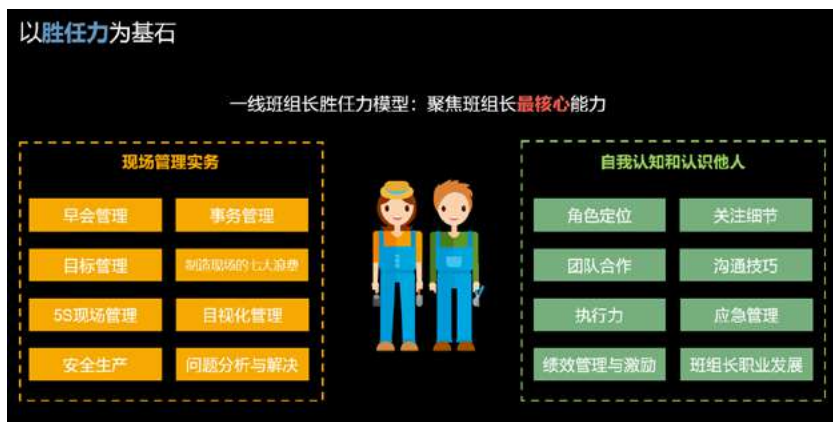 以胜任力为基石
一线班组长胜任力模型：聚焦班组长最核心能力
现场管理实务
早会管理
事务管理
目标管理
制造现场的七大浪费
5S现场管理
目视化管理
安全生产
问题分析与解决
自我认知和认识他人
角色定位
关注细节
团队合作
沟通技巧
执行力
应急管理
绩效管理与激励
班组长职业发展